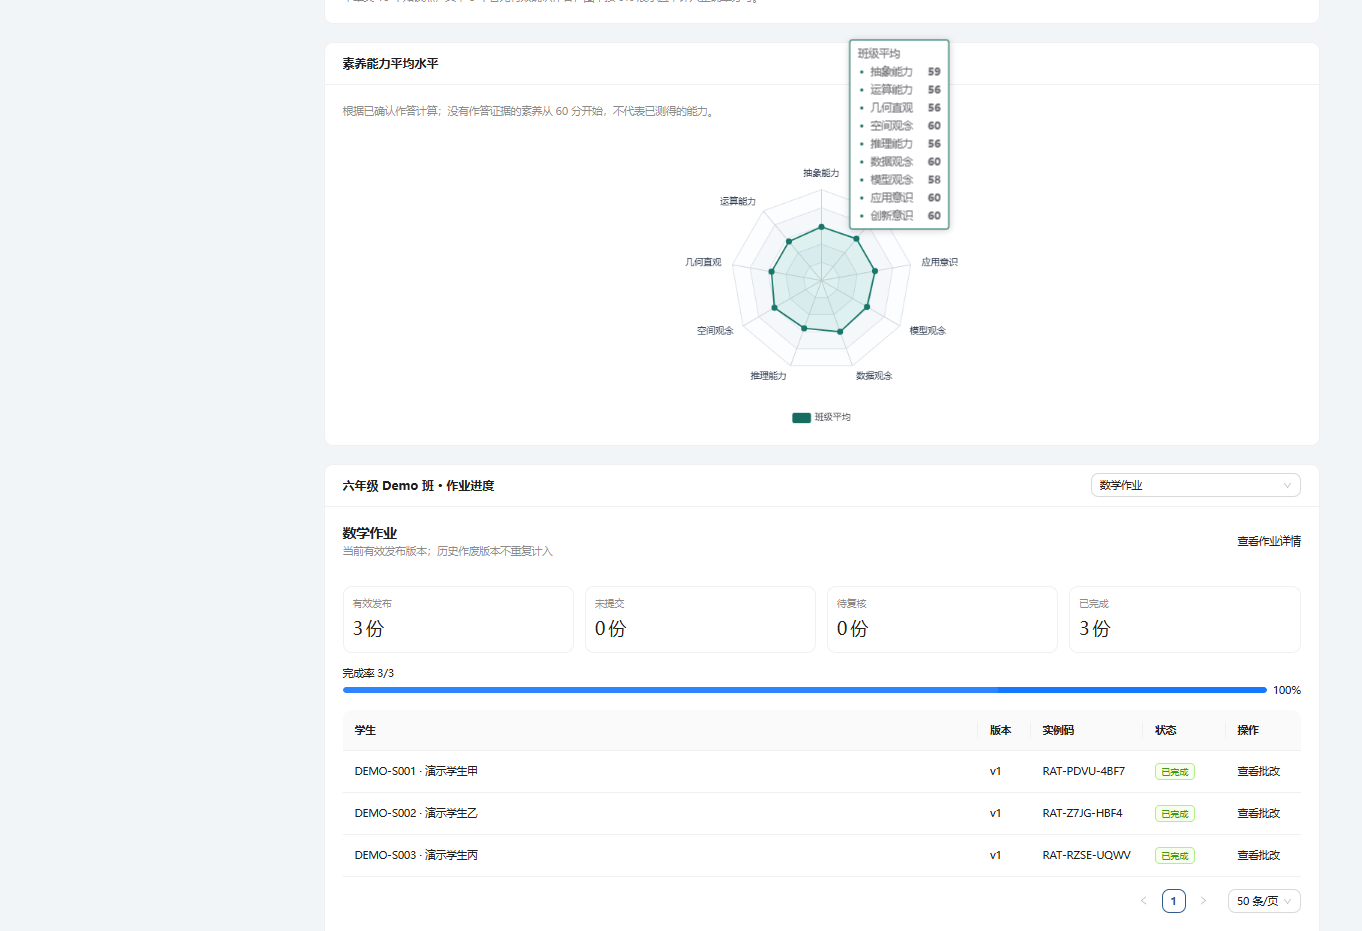 素养能力平均水平
根据已确认作答计算；没有作答证据的素养从 60 分开始，不代表已测得的能力。
班级平均
抽象能力 59
运算能力 56
几何直观 56
空间观念 60
推理能力 56
数据观念 60
模型观念 58
应用意识 60
创新意识 60
抽象能力
运算能力
几何直观
应用意识
空间观念
模型观念
推理能力
数据观念
班级平均
六年级 Demo 班・作业进度
数学作业
数学作业
当前有效发布版本；历史作废版本不重复计入
查看作业详情
有效发布
3 份
未提交
0 份
待复核
0 份
已完成
3 份
完成率 3/3
100%
学生 版本 实例码 状态 操作
DEMO-S001 · 演示学生甲 v1 RAT-PDVU-4BF7 已完成 查看批改
DEMO-S002 · 演示学生乙 v1 RAT-Z7JG-HBF4 已完成 查看批改
DEMO-S003 · 演示学生丙 v1 RAT-RZSE-UQWV 已完成 查看批改
< 1 > 50 条/页